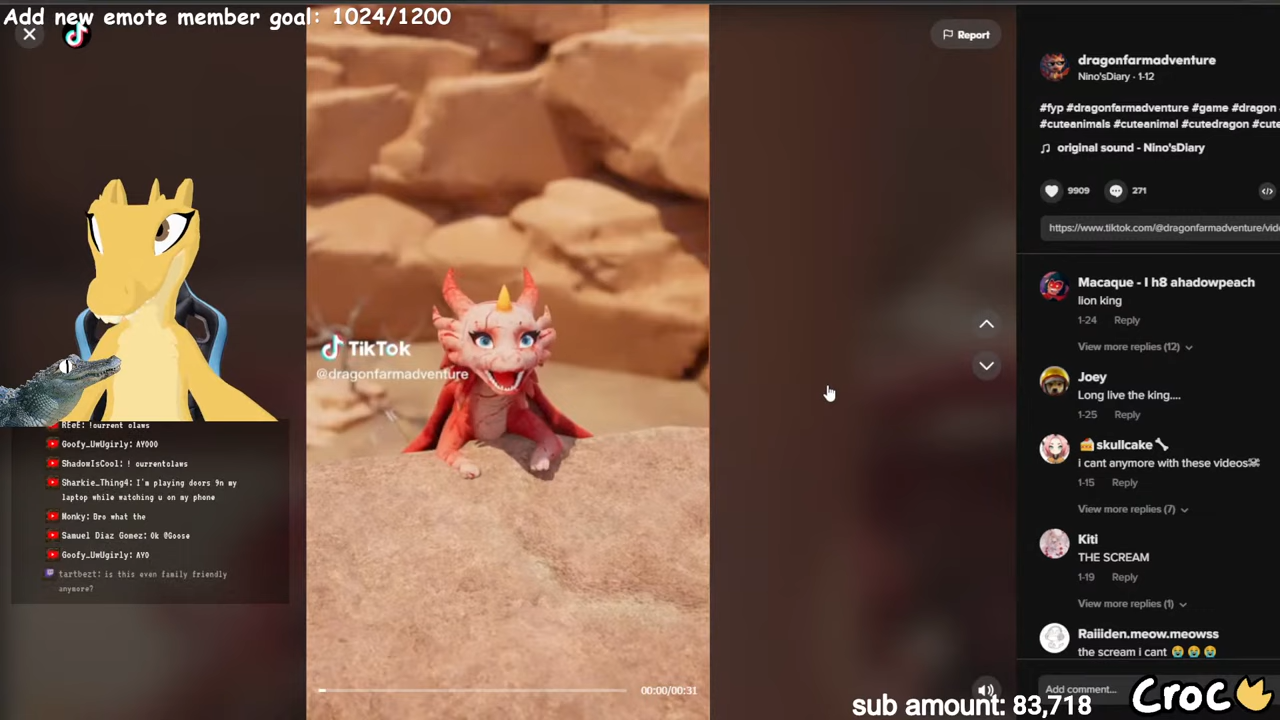 Add new emote member goal: 1024/1200
Report
TikTok
@dragonfarmadventure
00:00/00:31
REeE: !current claws
Goofy_UwUgirly: AYOOO
ShadowIsCool: ! currentclaws
Sharkie_Thing4: I'm playing doors 9n my
laptop while watching u on my phone
Monky: Bro what the
Samuel Diaz Gomez: Ok @Goose
Goofy_UwUgirly: AYO
tartbezt: is this even family friendly
anymore?
dragonfarmadventure
Nino'sDiary · 1-12
#fyp #dragonfarmadventure #game #dragon
#cuteanimals #cuteanimal #cutedragon #cute
original sound - Nino'sDiary
9909
271
https://www.tiktok.com/@dragonfarmadventure/vid
Macaque - I h8 ahadowpeach
lion king
1-24 Reply
View more replies (12)
Joey
Long live the king....
1-25 Reply
skullcake
i cant anymore with these videos
1-15 Reply
View more replies (7)
Kiti
THE SCREAM
1-19 Reply
View more replies (1)
Raiiiden.meow.meowss
the scream i cant 😭😭😭
Add comment...
sub amount: 83,718
Croc